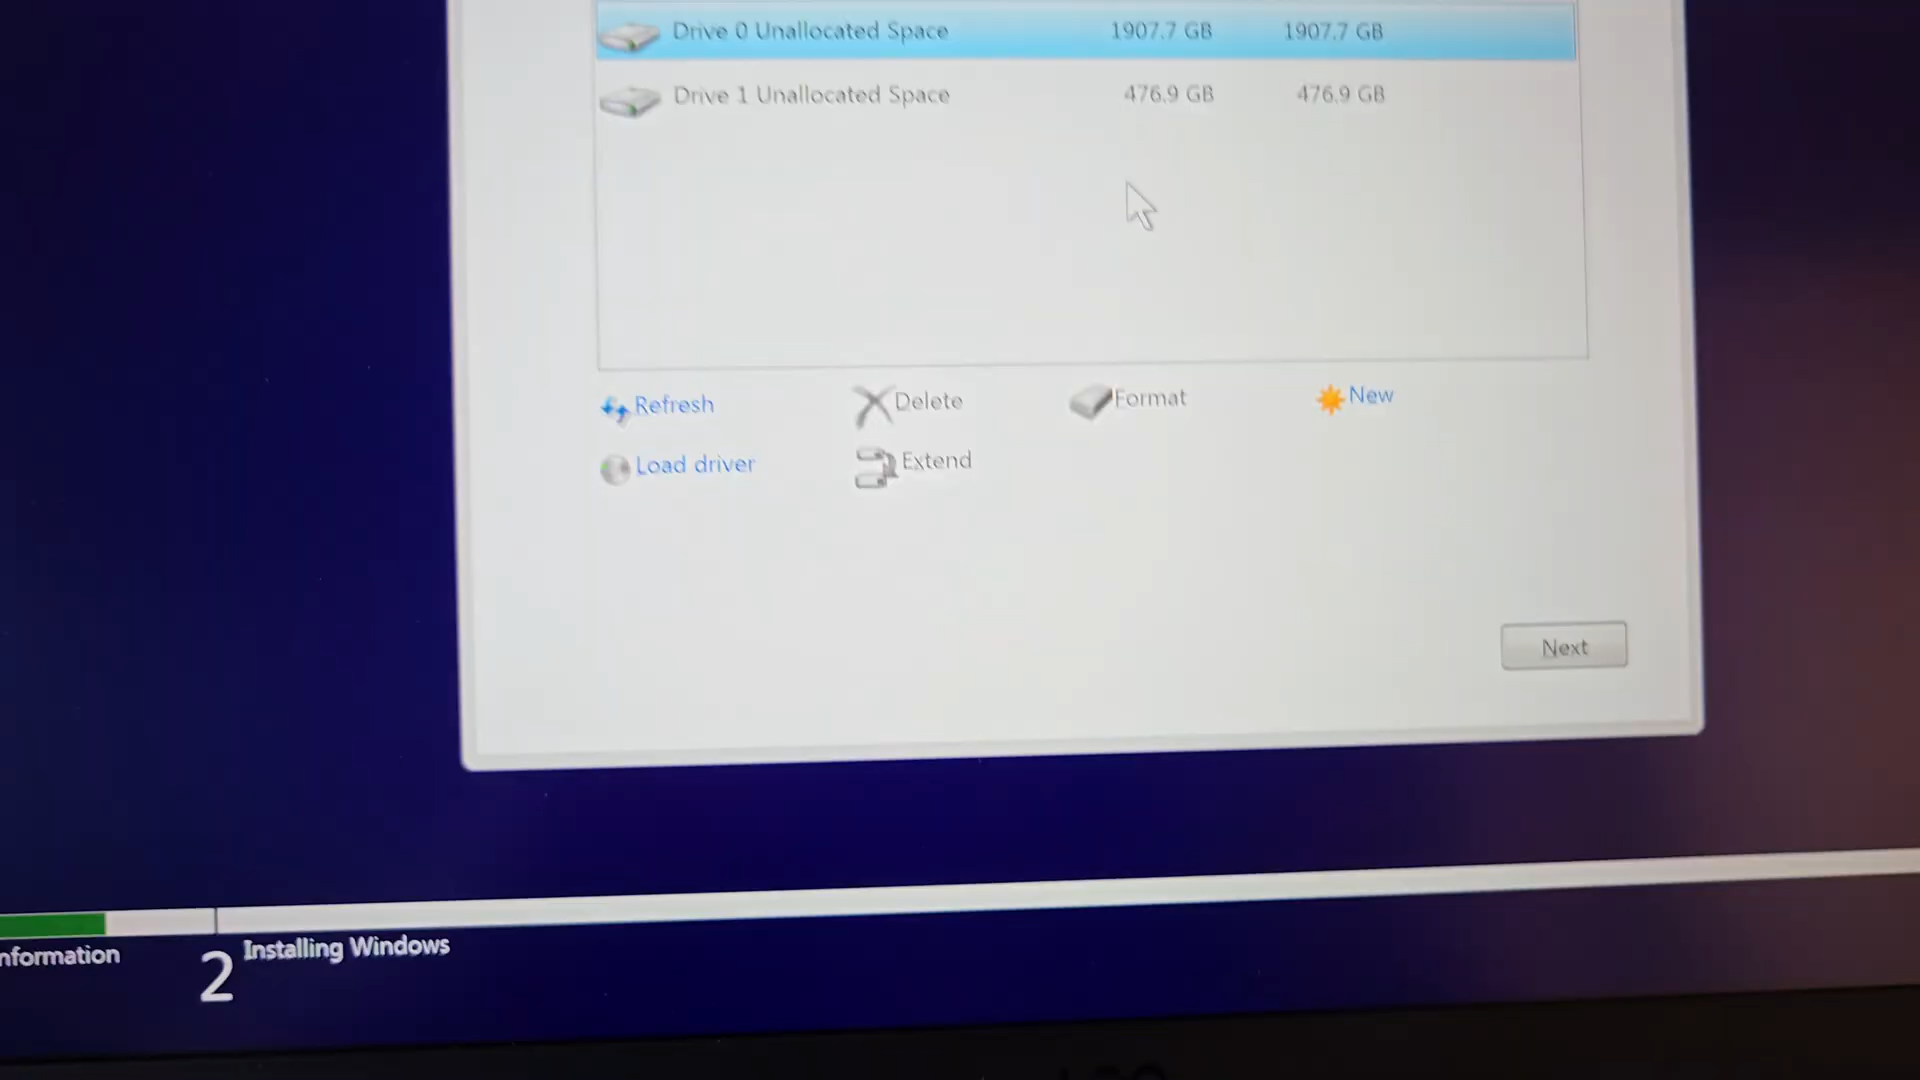 Drive 0 Unallocated Space 1907.7 GB 1907.7 GB
Drive 1 Unallocated Space 476.9 GB 476.9 GB
Refresh Delete Format New
Load driver Extend
Next
nformation 2 Installing Windows